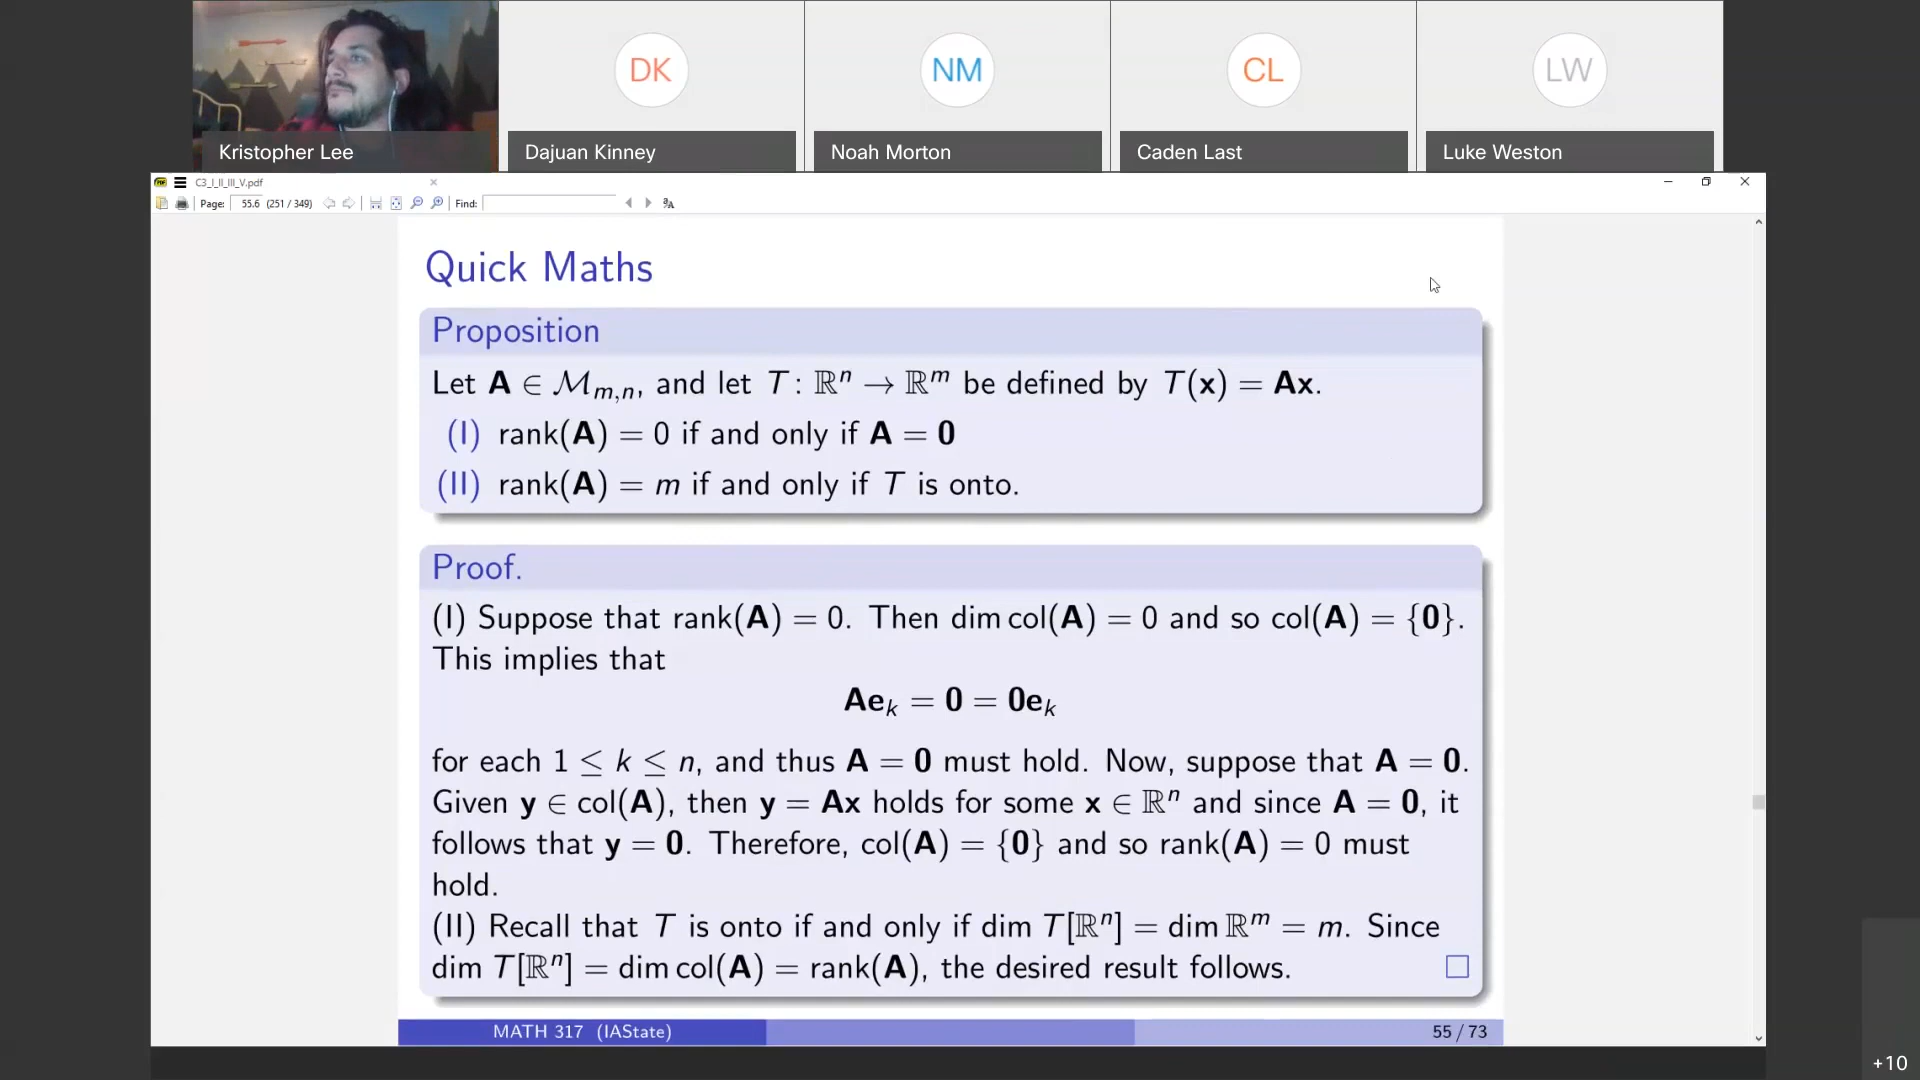 DK
NM
CL
LW
Kristopher Lee
Dajuan Kinney
Noah Morton
Caden Last
Luke Weston
C3_I_II_III_V.pdf
Page: 55.6 (251 / 349) Find:
Quick Maths
Proposition
Let A ∈ ℳₘ,ₙ, and let T: ℝⁿ → ℝᵐ be defined by T(x) = Ax.
(I) rank(A) = 0 if and only if A = 0
(II) rank(A) = m if and only if T is onto.
Proof.
(I) Suppose that rank(A) = 0. Then dim col(A) = 0 and so col(A) = {0}.
This implies that
Aeₖ = 0 = 0eₖ
for each 1 ≤ k ≤ n, and thus A = 0 must hold. Now, suppose that A = 0.
Given y ∈ col(A), then y = Ax holds for some x ∈ ℝⁿ and since A = 0, it
follows that y = 0. Therefore, col(A) = {0} and so rank(A) = 0 must
hold.
(II) Recall that T is onto if and only if dim T[ℝⁿ] = dim ℝᵐ = m. Since
dim T[ℝⁿ] = dim col(A) = rank(A), the desired result follows. □
MATH 317 (IAState) 55 / 73
+10